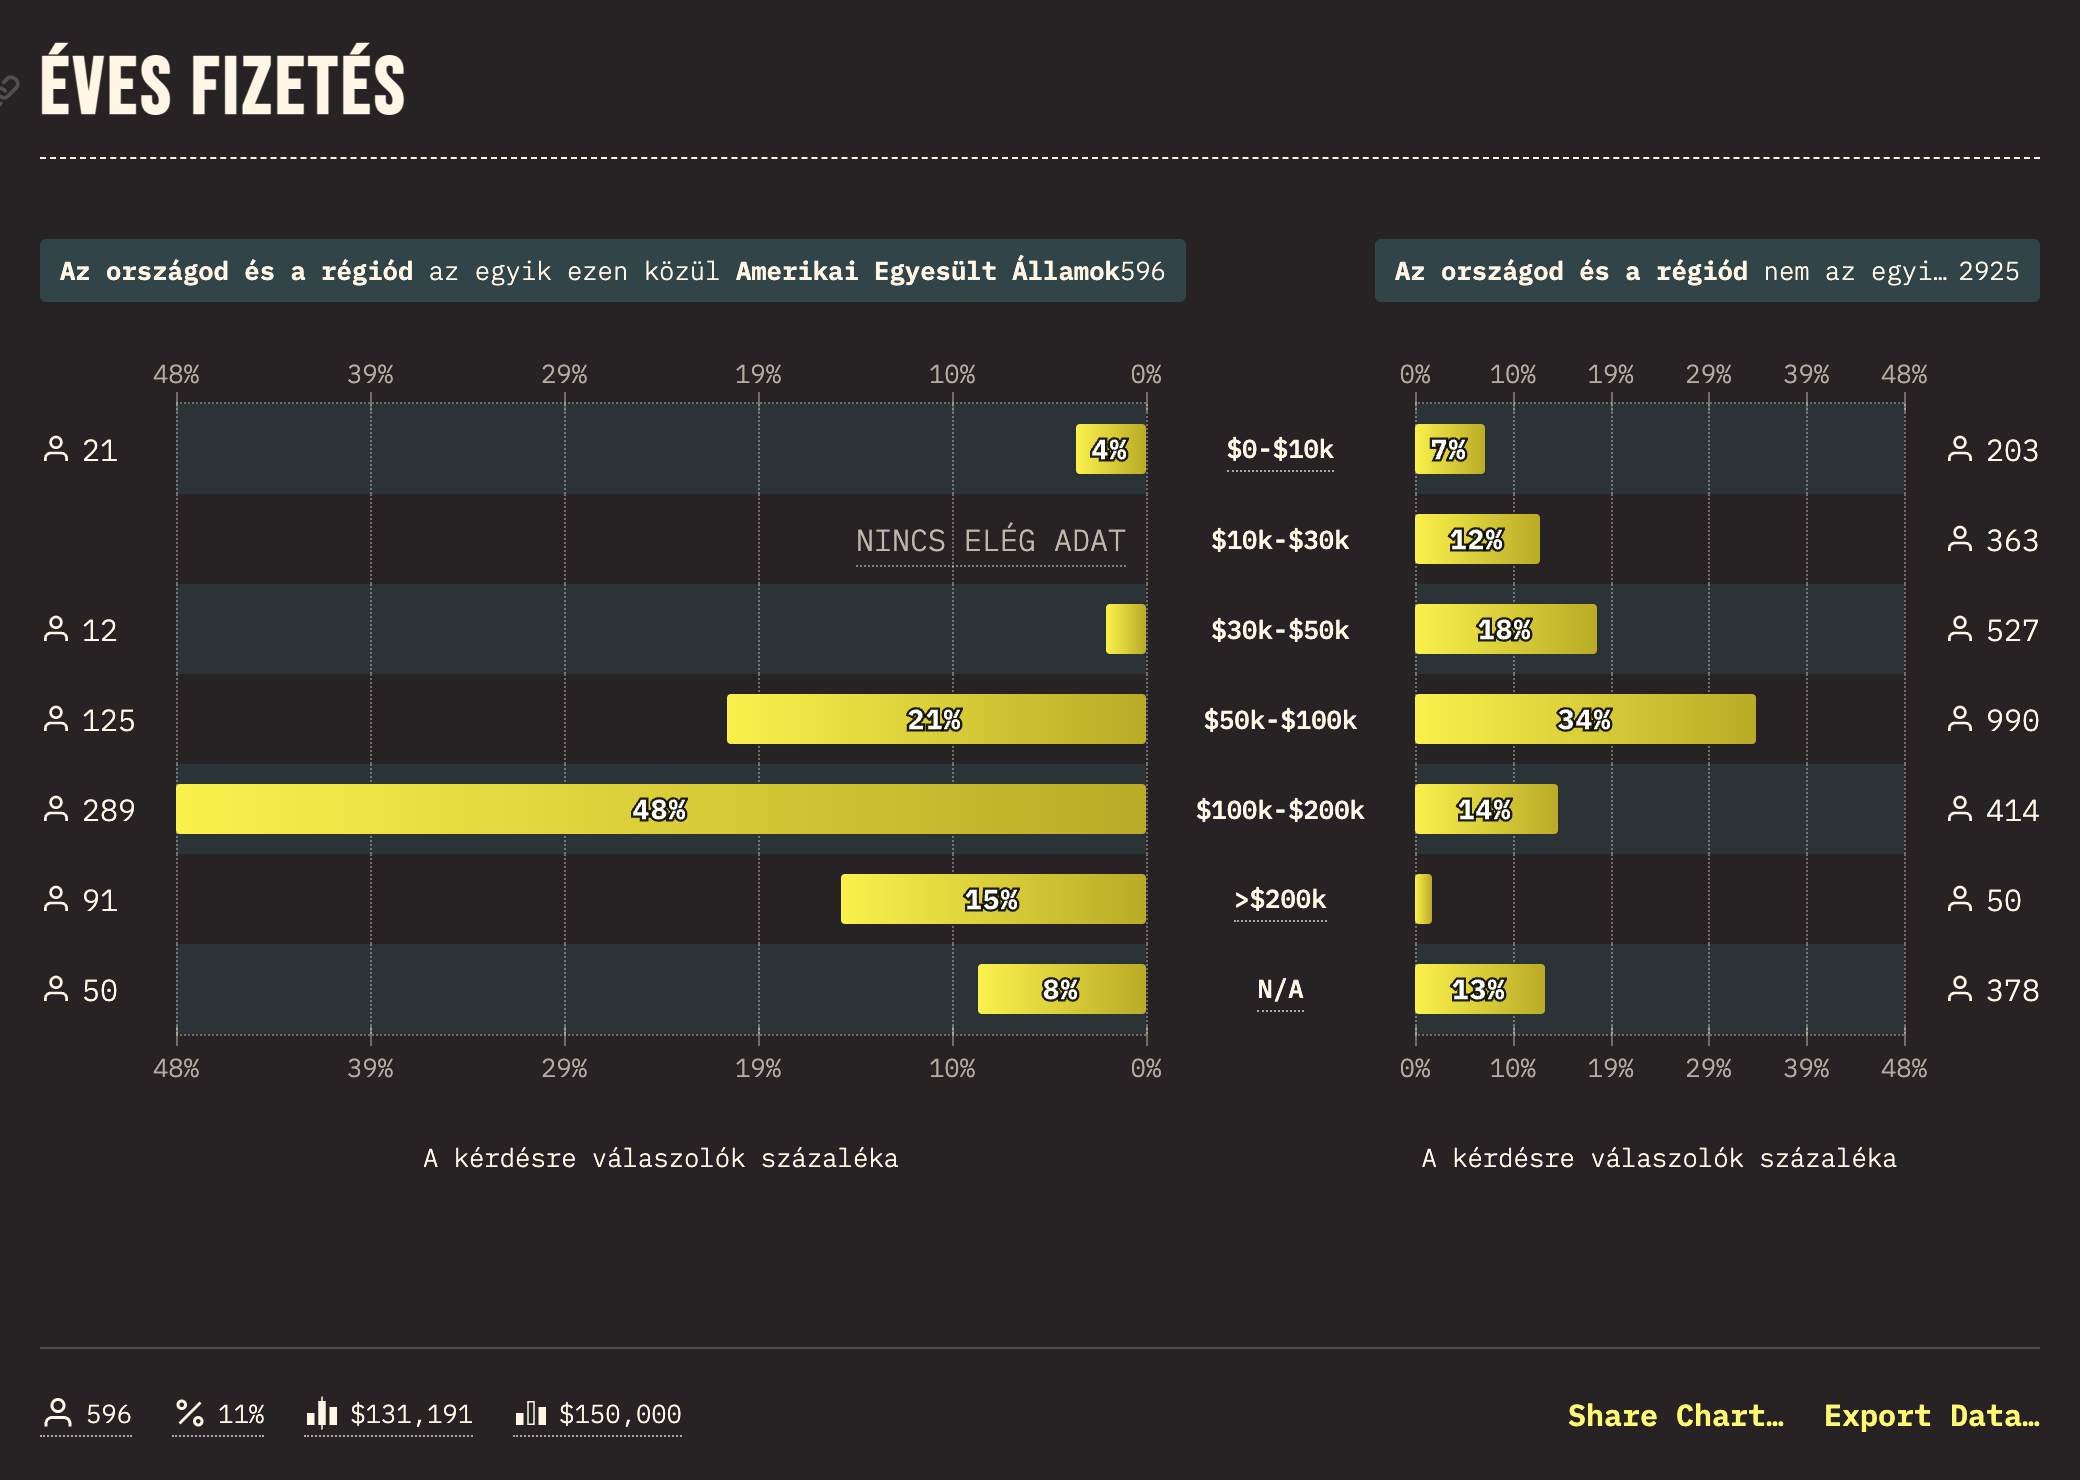 ÉVES FIZETÉS
Az országod és a régiód az egyik ezen közül Amerikai Egyesült Államok596
Az országod és a régiód nem az egyi… 2925
48% 39% 29% 19% 10% 0%
0% 10% 19% 29% 39% 48%
21 4% $0-$10k 7% 203
NINCS ELÉG ADAT $10k-$30k 12% 363
12 $30k-$50k 18% 527
125 21% $50k-$100k 34% 990
289 48% $100k-$200k 14% 414
91 15% >$200k 50
50 8% N/A 13% 378
48% 39% 29% 19% 10% 0%
0% 10% 19% 29% 39% 48%
A kérdésre válaszolók százaléka
A kérdésre válaszolók százaléka
596 11% $131,191 $150,000
Share Chart… Export Data…